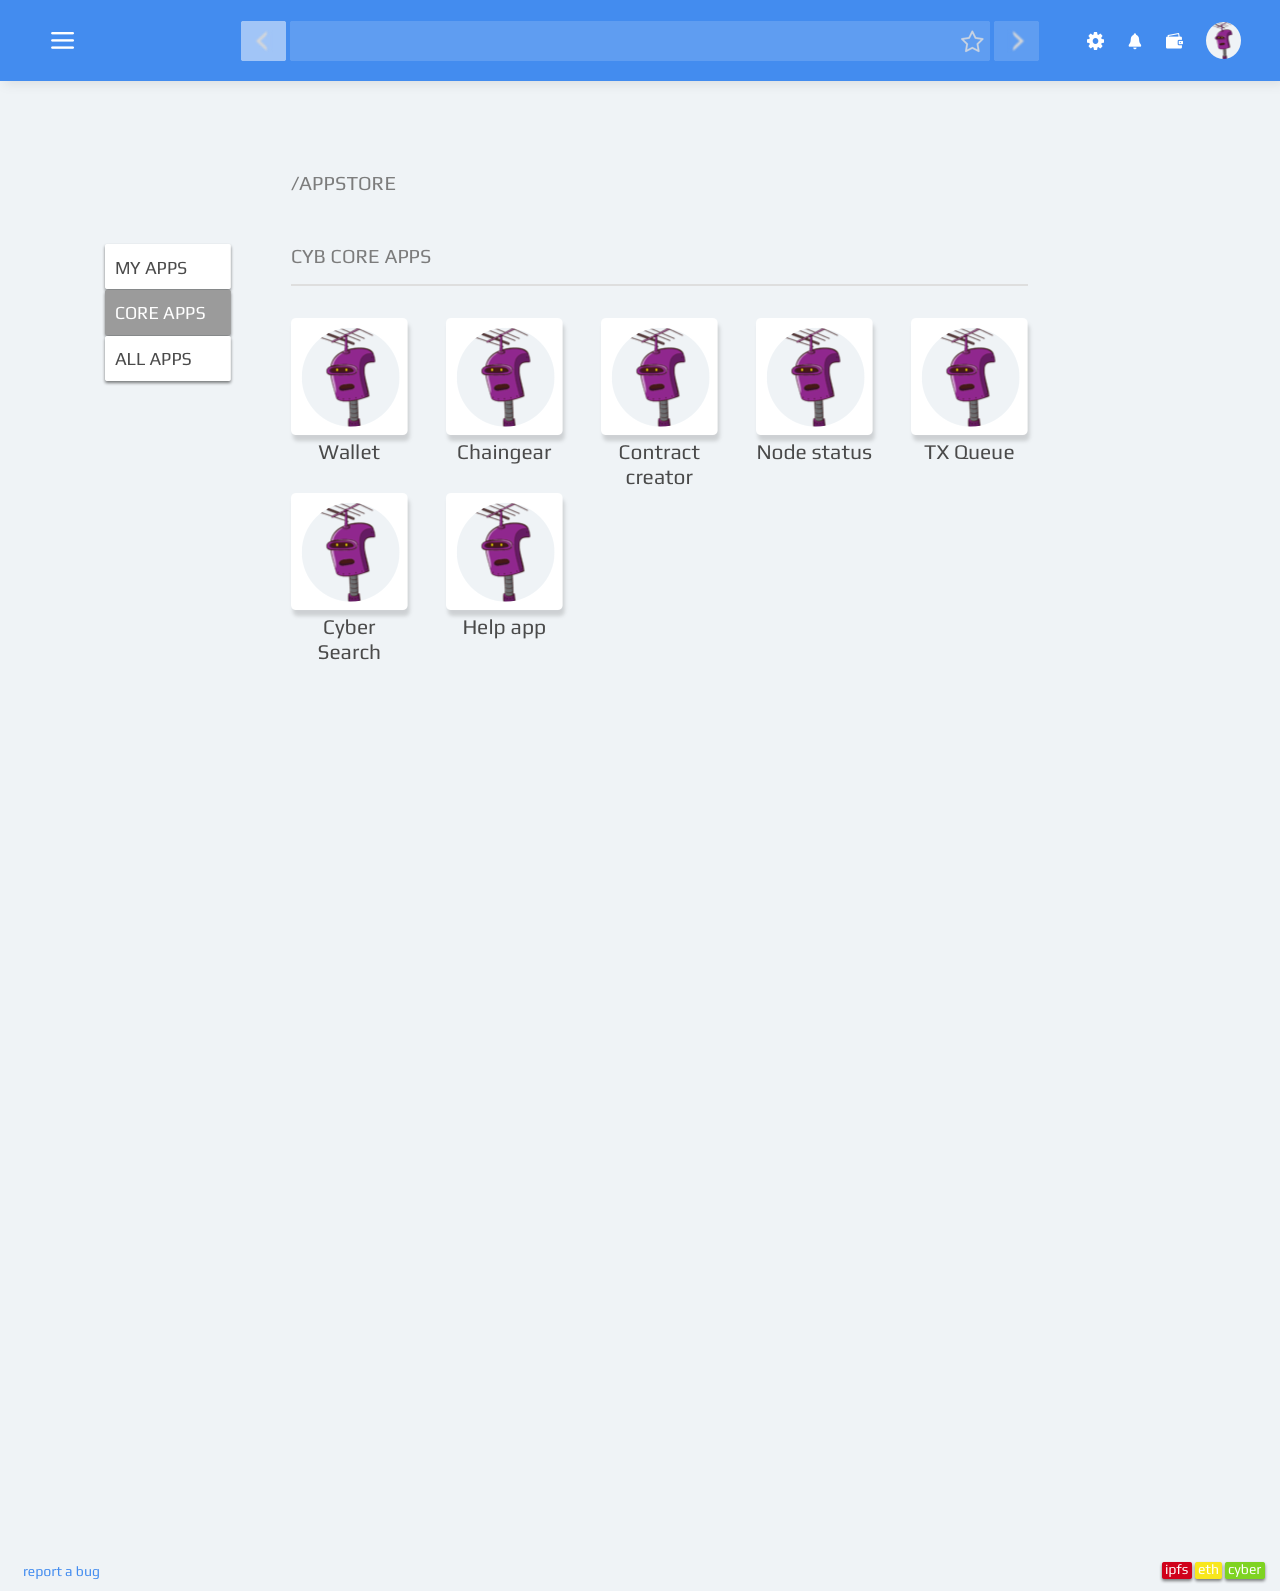 /APPSTORE
CYB CORE APPS
MY APPS
CORE APPS
ALL APPS
Wallet
Chaingear
Contract
creator
Node status
TX Queue
Cyber
Search
Help app
report a bug
ipfs eth cyber